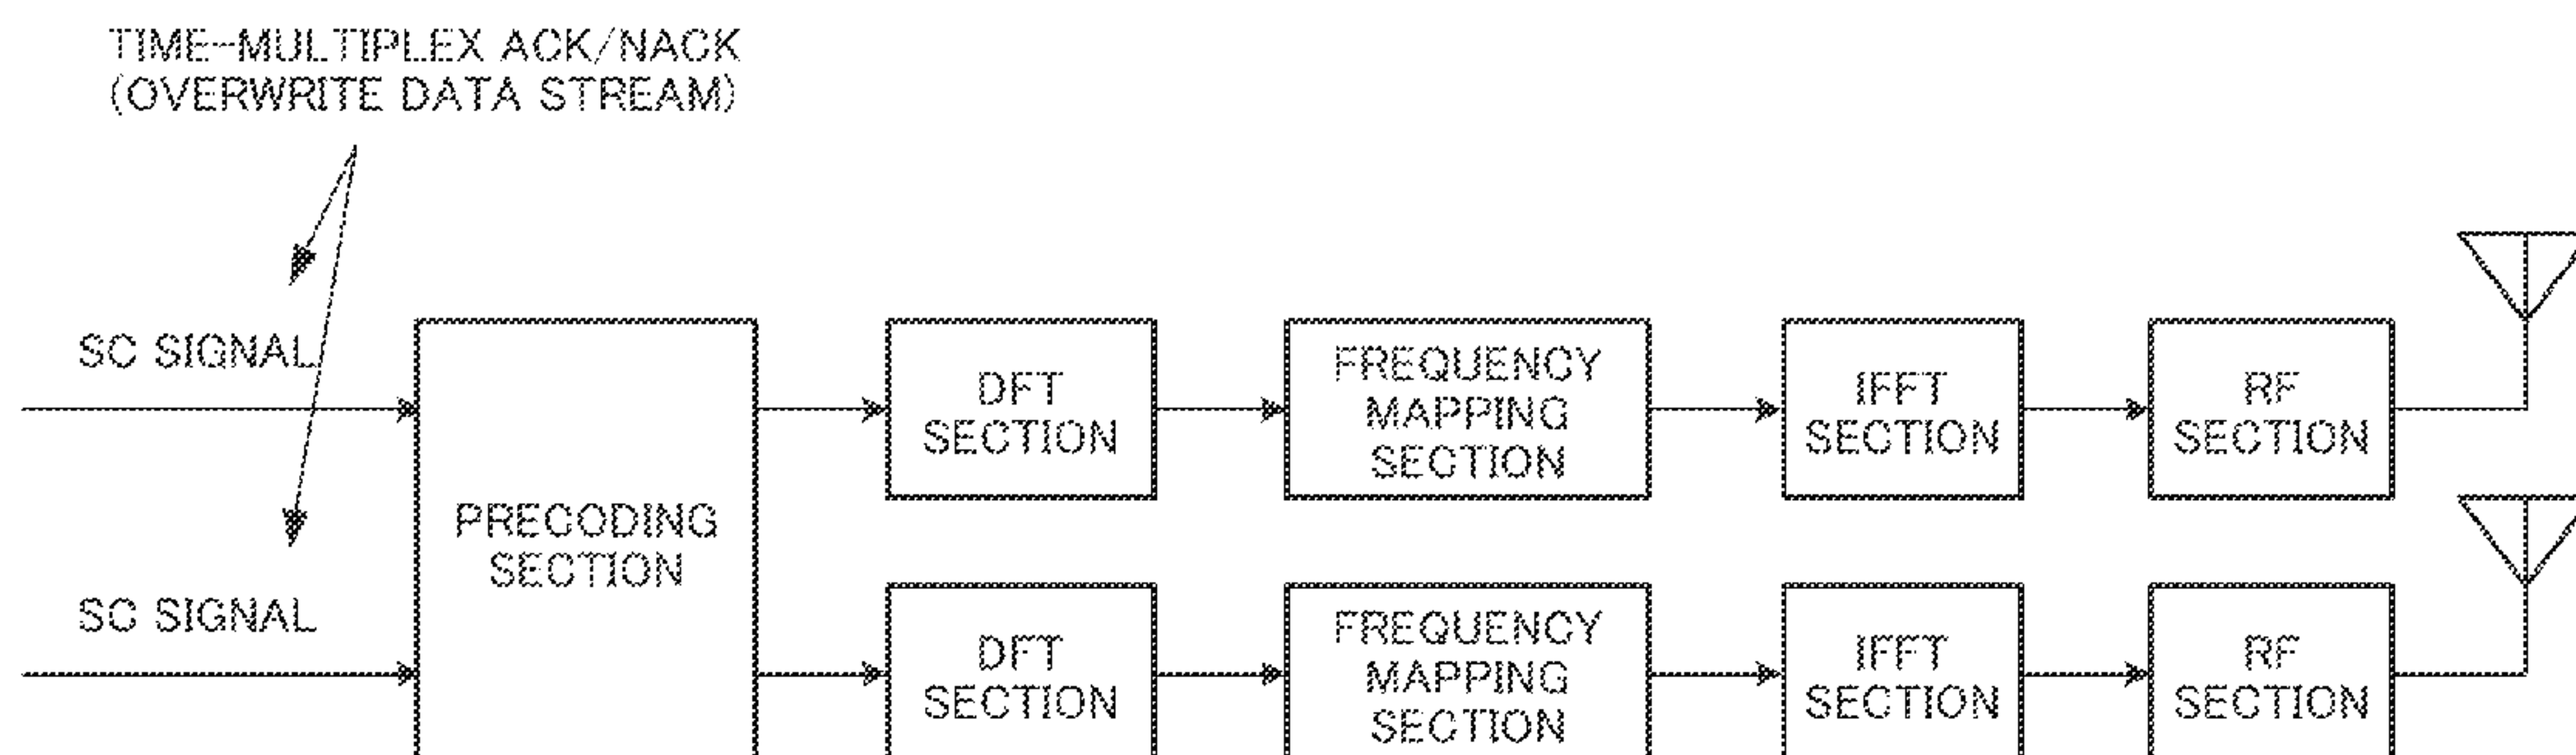 TIME-MULTIPLEX ACK/NACK
(OVERWRITE DATA STREAM)
SC SIGNAL
SC SIGNAL
PRECODING
SECTION
DFT
SECTION
FREQUENCY
MAPPING
SECTION
IFFT
SECTION
RF
SECTION
DFT
SECTION
FREQUENCY
MAPPING
SECTION
IFFT
SECTION
RF
SECTION